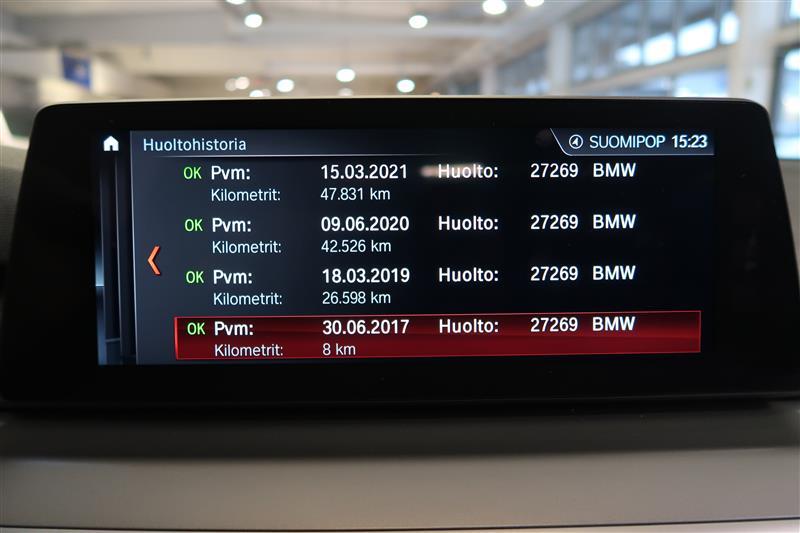 Huoltohistoria SUOMIPOP 15:23
OK Pvm: 15.03.2021 Huolto: 27269 BMW
Kilometrit: 47.831 km
OK Pvm: 09.06.2020 Huolto: 27269 BMW
Kilometrit: 42.526 km
OK Pvm: 18.03.2019 Huolto: 27269 BMW
Kilometrit: 26.598 km
OK Pvm: 30.06.2017 Huolto: 27269 BMW
Kilometrit: 8 km